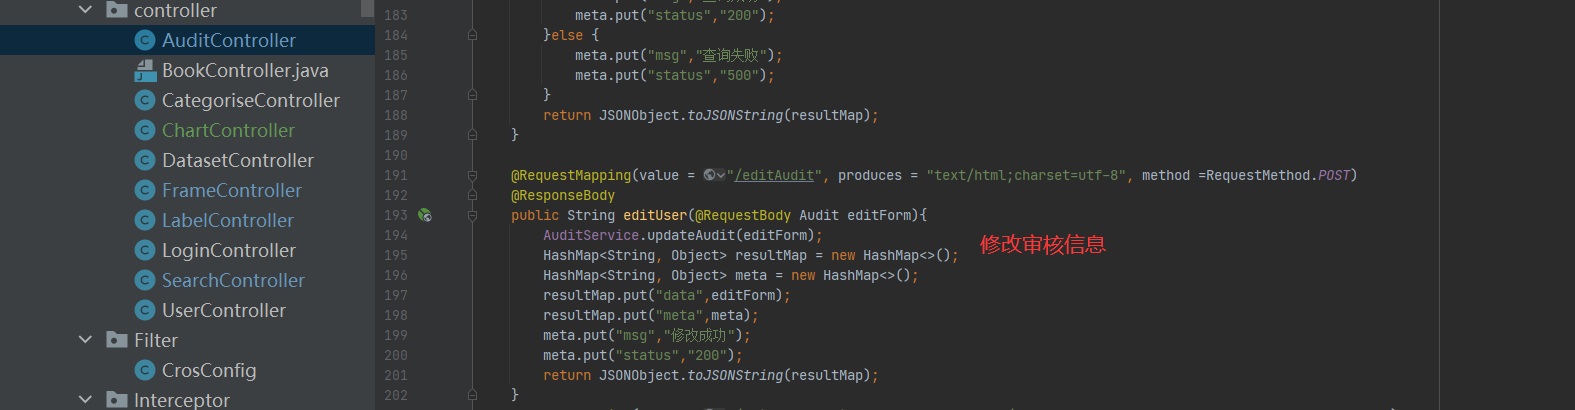 controller
AuditController
BookController.java
CategoriseController
ChartController
DatasetController
FrameController
LabelController
LoginController
SearchController
UserController
Filter
CrosConfig
Interceptor
183 meta.put("status","200");
184 }else {
185 meta.put("msg","查询失败");
186 meta.put("status","500");
187 }
188 return JSONObject.toJSONString(resultMap);
189 }
190
191 @RequestMapping(value = "/editAudit", produces = "text/html;charset=utf-8", method =RequestMethod.POST)
192 @ResponseBody
193 public String editUser(@RequestBody Audit editForm){
194 AuditService.updateAudit(editForm);
195 HashMap<String, Object> resultMap = new HashMap<>();
196 HashMap<String, Object> meta = new HashMap<>();
197 resultMap.put("data",editForm);
198 resultMap.put("meta",meta);
199 meta.put("msg","修改成功");
200 meta.put("status","200");
201 return JSONObject.toJSONString(resultMap);
202 }
修改审核信息